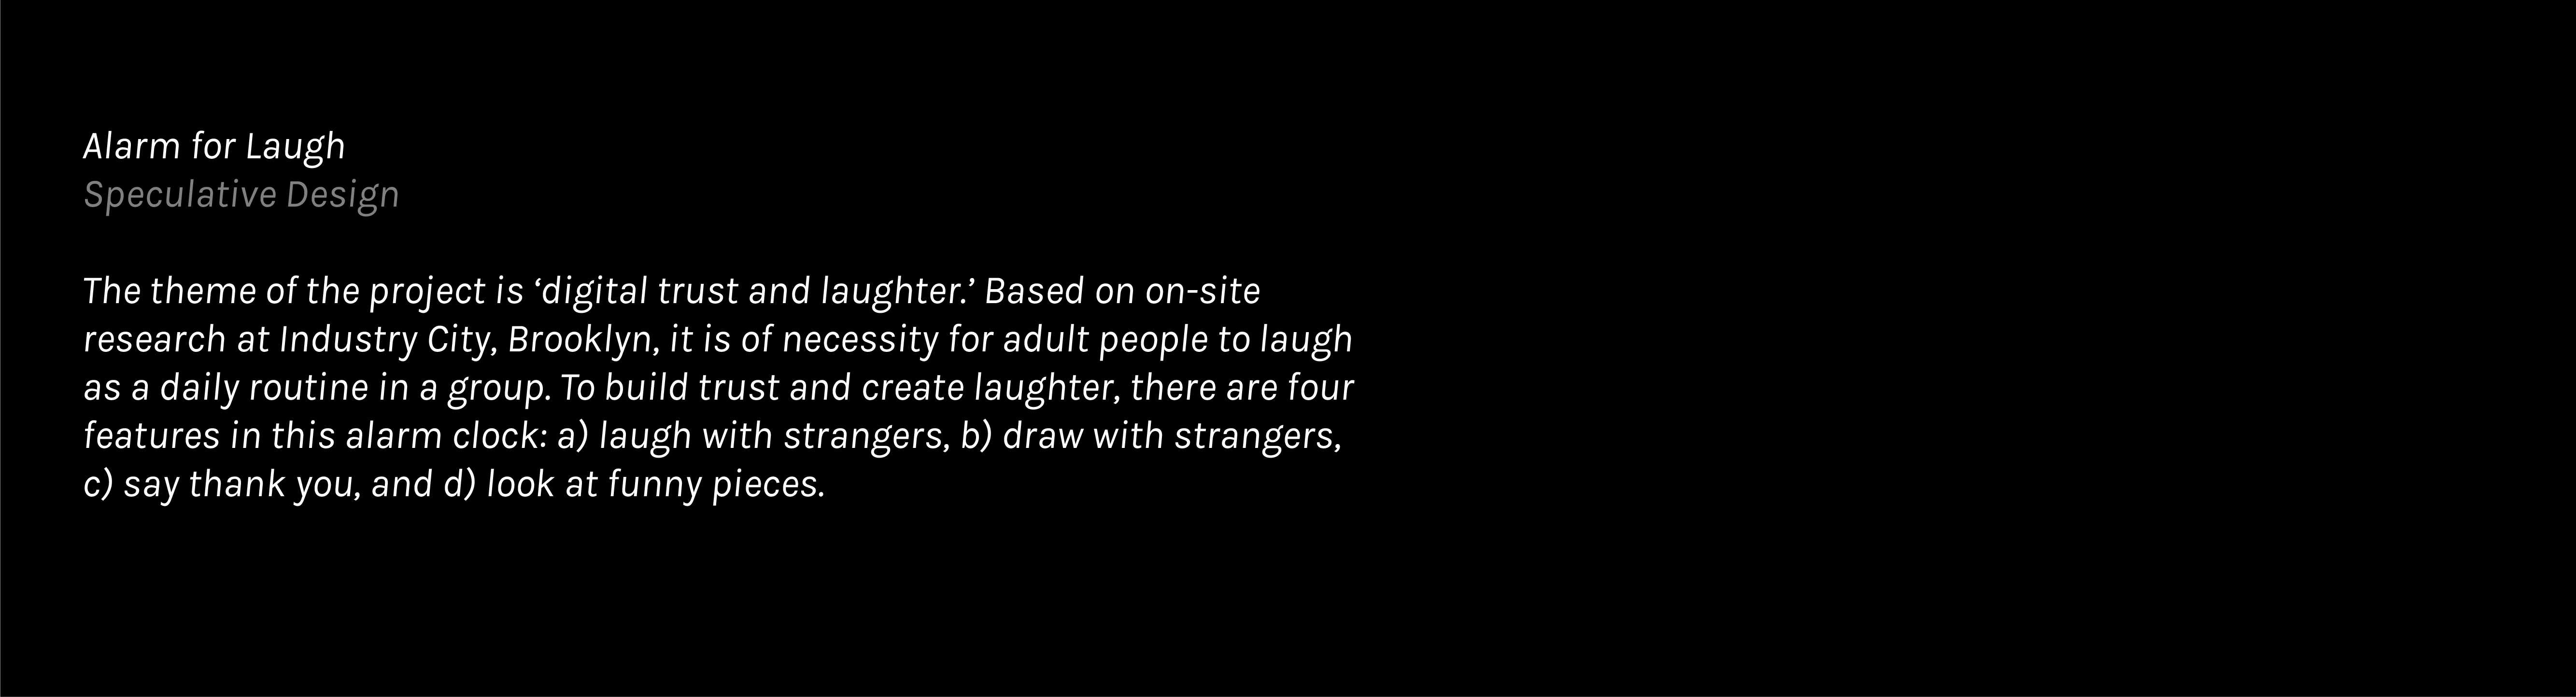 Alarm for Laugh
Speculative Design
The theme of the project is ‘digital trust and laughter.’ Based on on-site
research at Industry City, Brooklyn, it is of necessity for adult people to laugh
as a daily routine in a group. To build trust and create laughter, there are four
features in this alarm clock: a) laugh with strangers, b) draw with strangers,
c) say thank you, and d) look at funny pieces.